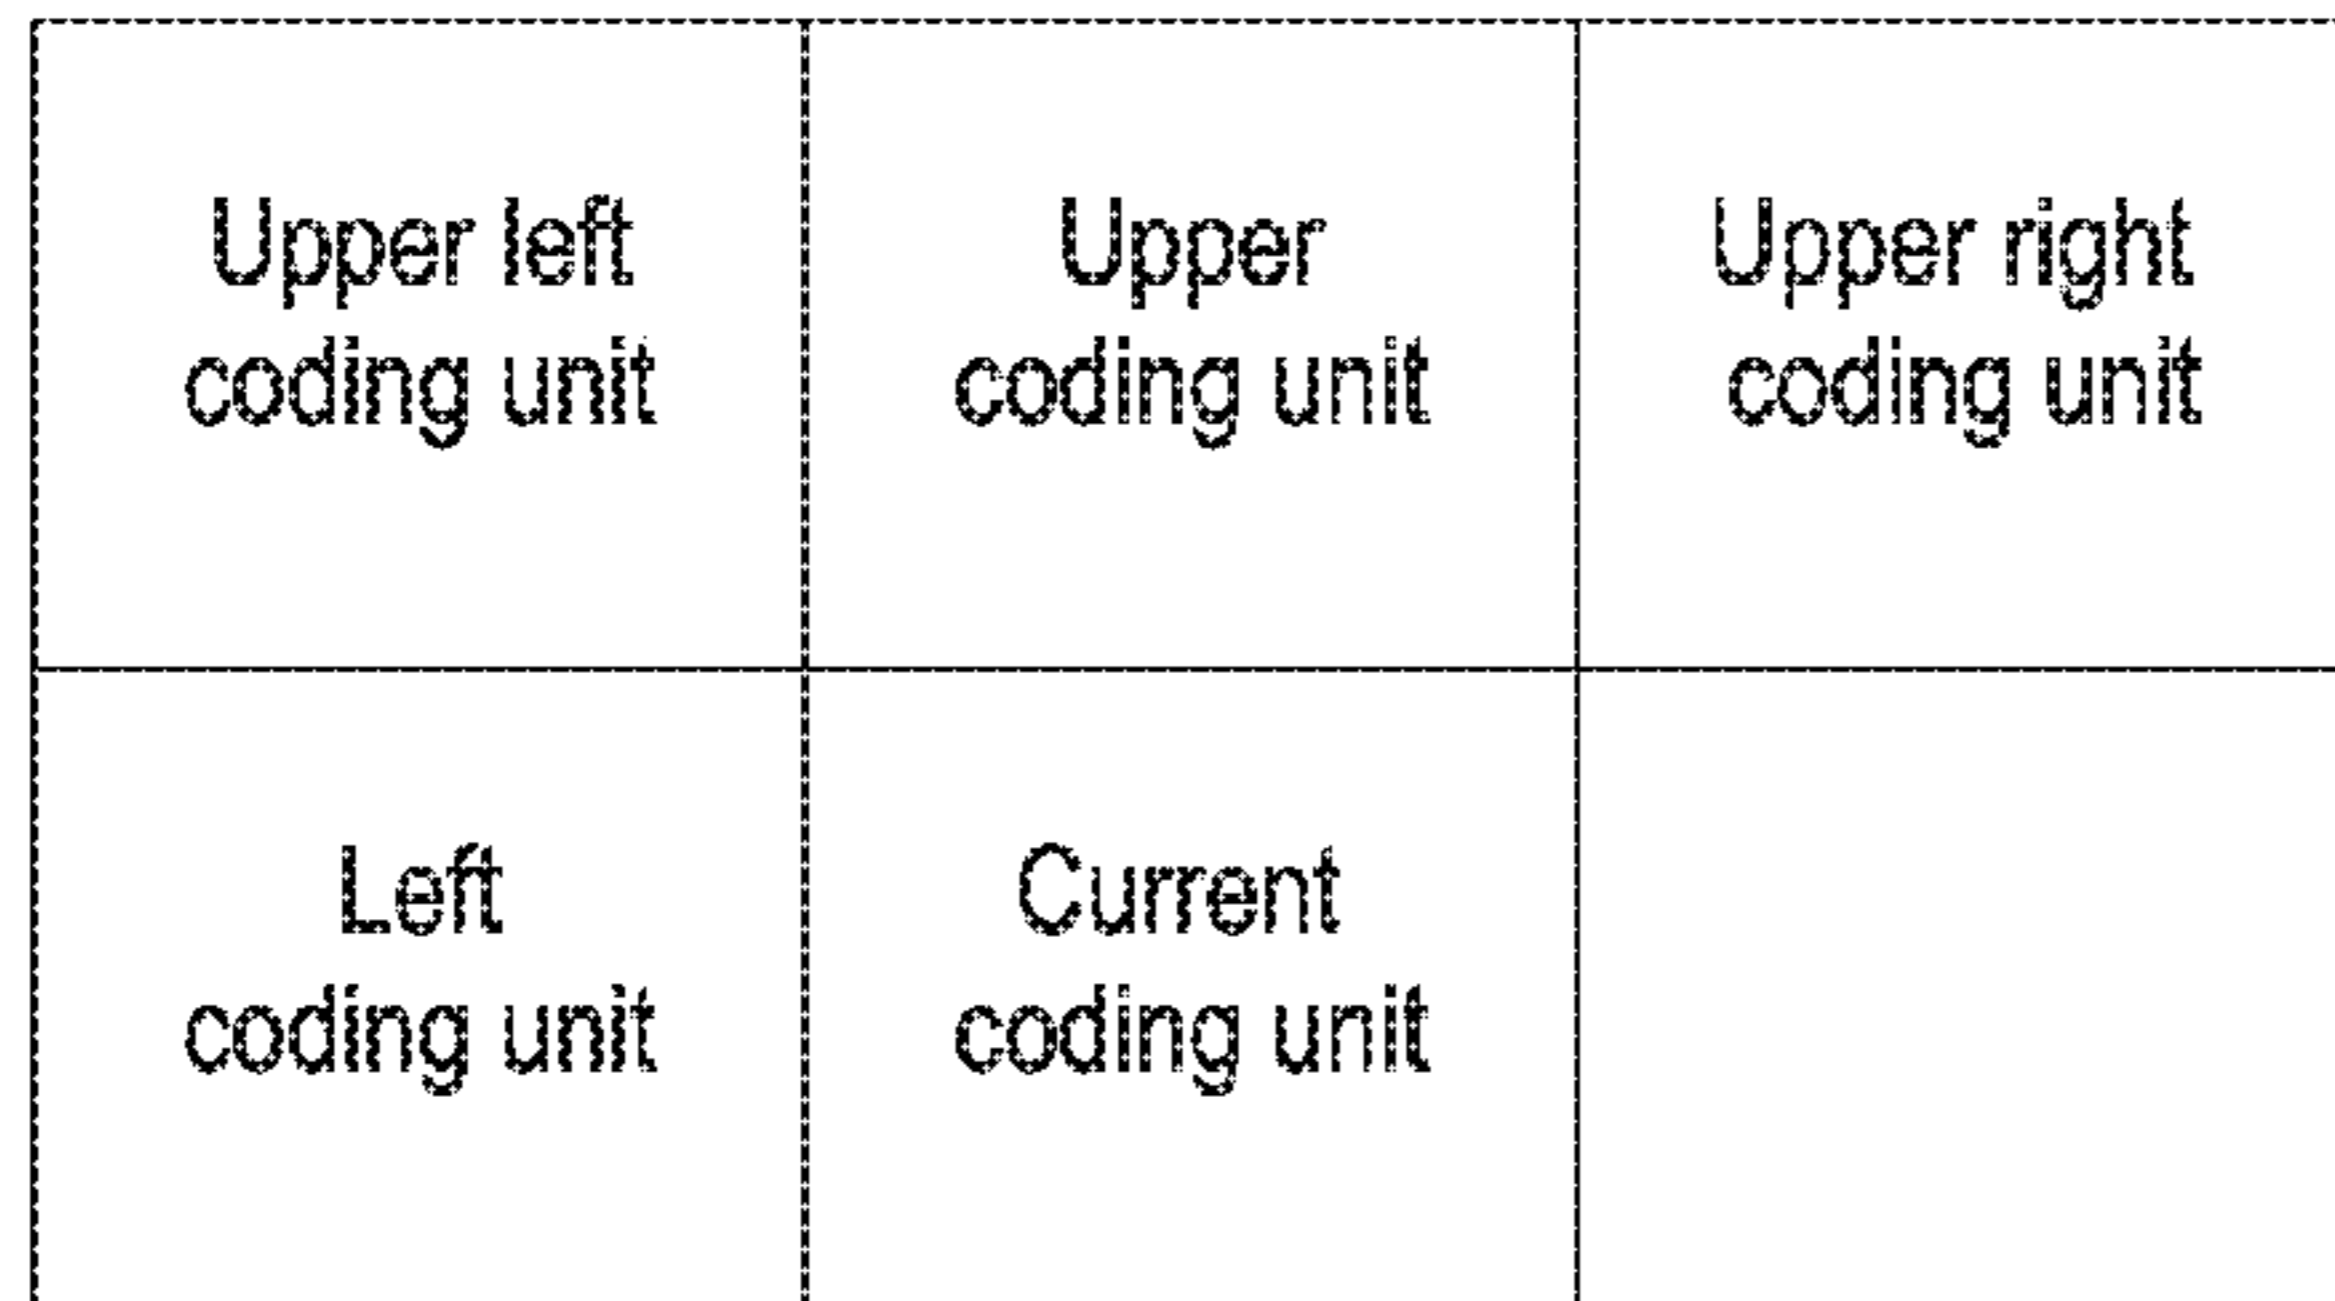 Upper left
coding unit
Upper
coding unit
Upper right
coding unit
Left
coding unit
Current
coding unit